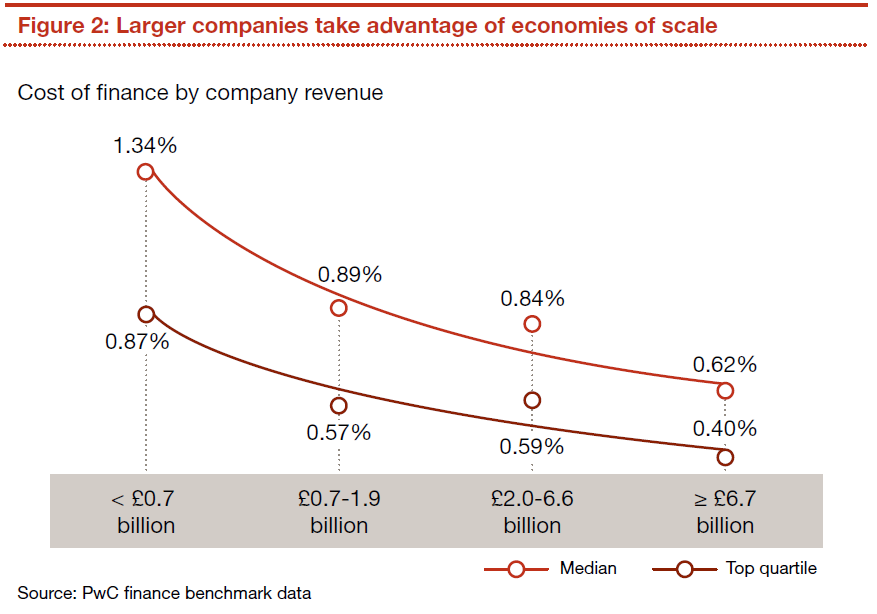 Figure 2: Larger companies take advantage of economies of scale
Cost of finance by company revenue
1.34%
0.89%
0.84%
0.62%
0.87%
0.57%
0.59%
0.40%
< £0.7 billion
£0.7-1.9 billion
£2.0-6.6 billion
≥ £6.7 billion
Median
Top quartile
Source: PwC finance benchmark data